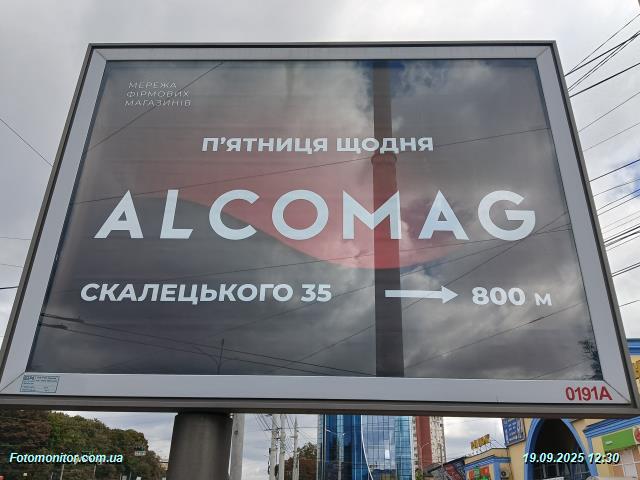 МЕРЕЖА
ФІРМОВИХ
МАГАЗИНІВ
П'ЯТНИЦЯ ЩОДНЯ
ALCOMAG
СКАЛЕЦЬКОГО 35 → 800 м
0191A
Fotomonitor.com.ua
19.09.2025 12:30